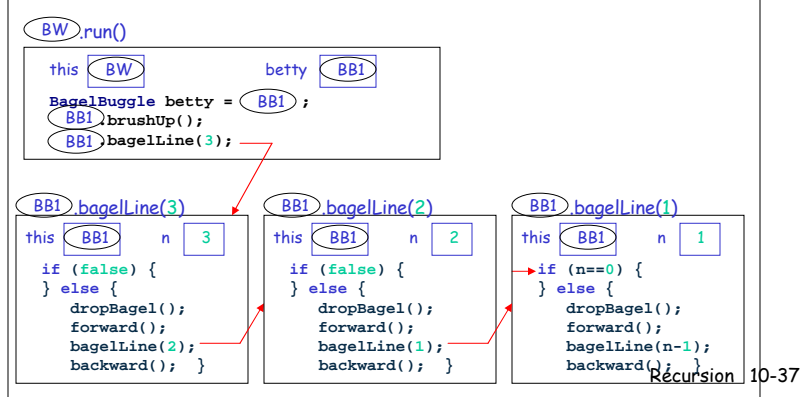 BW.run()
this BW betty BB1
BagelBuggle betty = BB1 ;
BB1.brushUp();
BB1.bagelLine(3);
BB1.bagelLine(3)
this BB1 n 3
if (false) {
} else {
dropBagel();
forward();
bagelLine(2);
backward(); }
BB1.bagelLine(2)
this BB1 n 2
if (false) {
} else {
dropBagel();
forward();
bagelLine(1);
backward(); }
BB1.bagelLine(1)
this BB1 n 1
if (n==0) {
} else {
dropBagel();
forward();
bagelLine(n-1);
backward(); }
Recursion 10-37